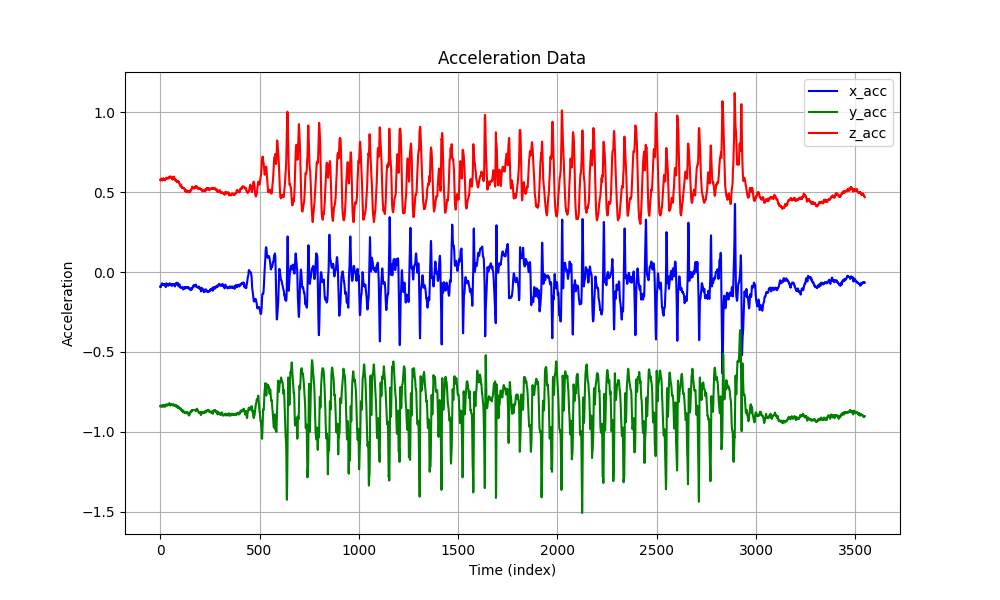 Acceleration Data
x_acc
y_acc
z_acc
1.0
0.5
0.0
−0.5
−1.0
−1.5
Acceleration
0 500 1000 1500 2000 2500 3000 3500
Time (index)